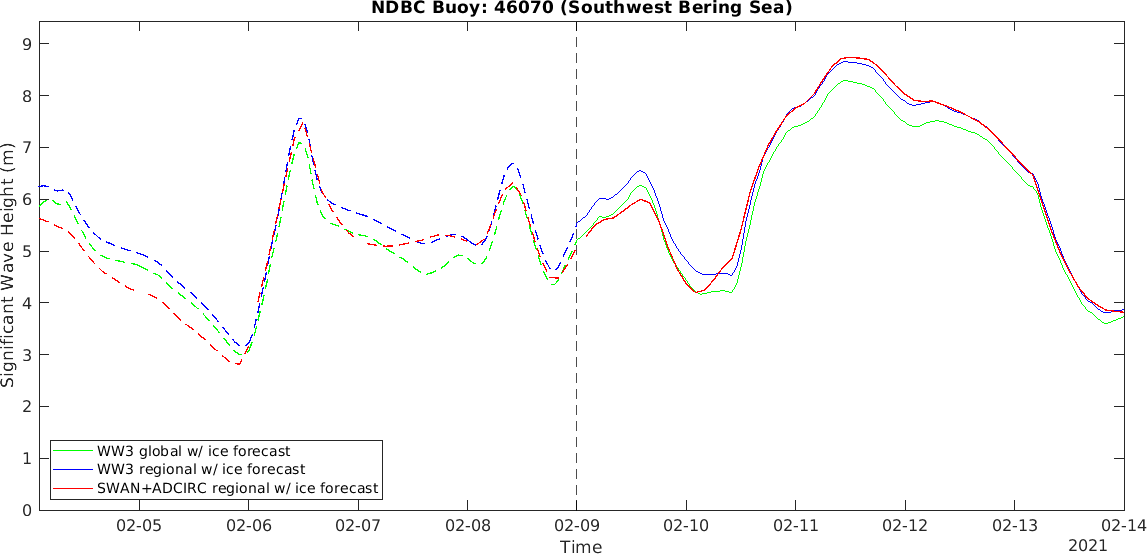 NDBC Buoy: 46070 (Southwest Bering Sea)
Significant Wave Height (m)
9
8
7
6
5
4
3
2
1
0
WW3 global w/ ice forecast
WW3 regional w/ ice forecast
SWAN+ADCIRC regional w/ ice forecast
02-05 02-06 02-07 02-08 02-09 02-10 02-11 02-12 02-13 02-14
Time
2021